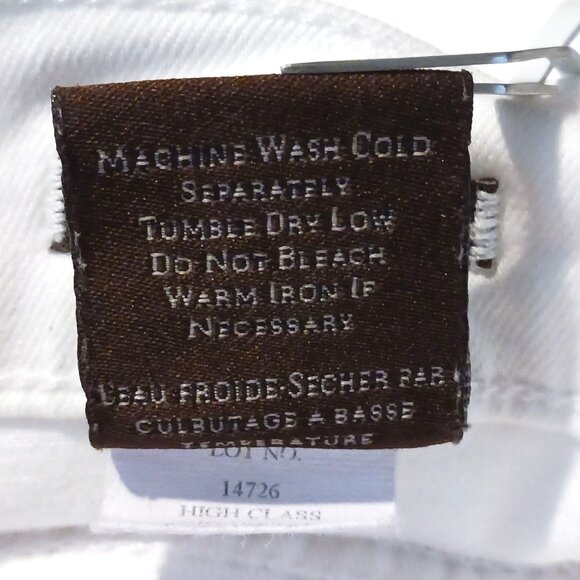 MACHINE WASH COLD
SEPARATELY
TUMBLE DRY LOW
DO NOT BLEACH
WARM IRON IF
NECESSARY
L'EAU FROIDE-SECHER PAR
CULBUTAGE A BASSE
TEMPERATURE
LOT NO.
14726
HIGH CLASS